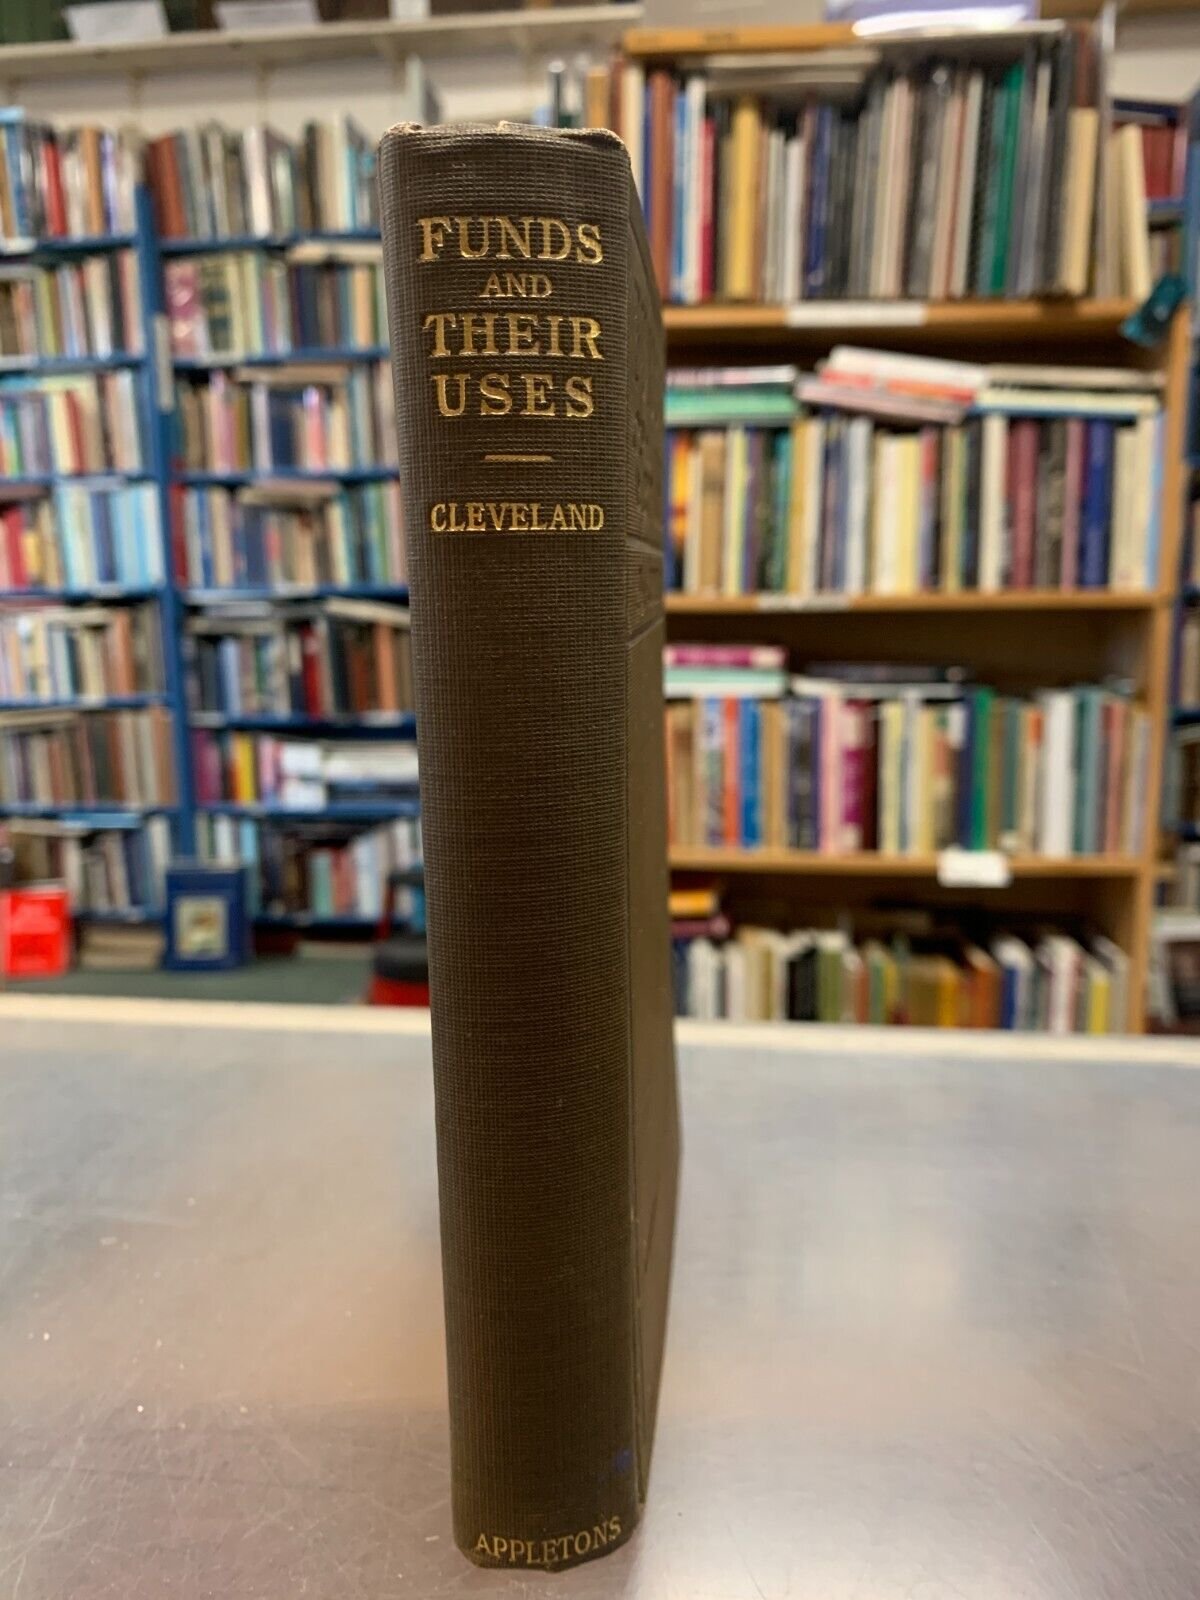 FUNDS
AND
THEIR
USES
CLEVELAND
APPLETONS